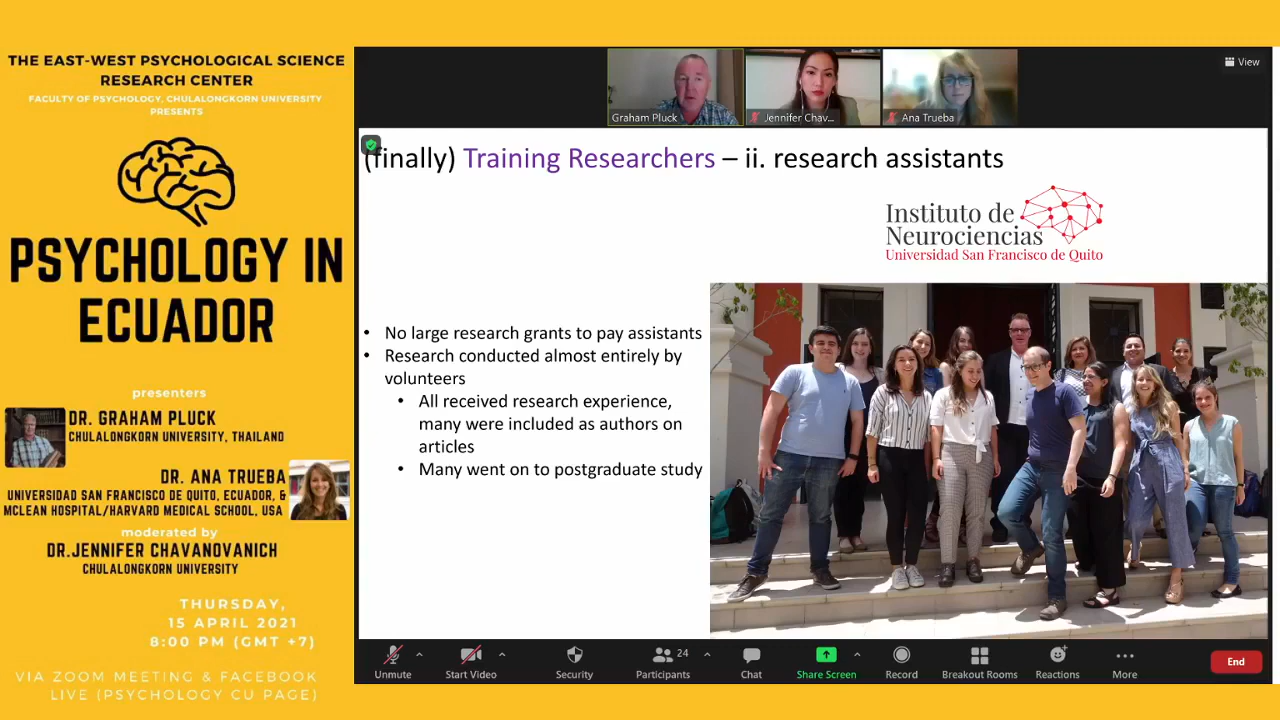 THE EAST-WEST PSYCHOLOGICAL SCIENCE
RESEARCH CENTER
FACULTY OF PSYCHOLOGY, CHULALONGKORN UNIVERSITY
PRESENTS
PSYCHOLOGY IN
ECUADOR
presenters
DR. GRAHAM PLUCK
CHULALONGKORN UNIVERSITY, THAILAND
DR. ANA TRUEBA
UNIVERSIDAD SAN FRANCISCO DE QUITO, ECUADOR, &
MCLEAN HOSPITAL/HARVARD MEDICAL SCHOOL, USA
moderated by
DR.JENNIFER CHAVANOVANICH
CHULALONGKORN UNIVERSITY
THURSDAY,
15 APRIL 2021
8:00 PM (GMT +7)
VIA ZOOM MEETING & FACEBOOK
LIVE (PSYCHOLOGY CU PAGE)
Graham Pluck
Jennifer Chav...
Ana Trueba
View
(finally) Training Researchers – ii. research assistants
Instituto de
Neurociencias
Universidad San Francisco de Quito
• No large research grants to pay assistants
• Research conducted almost entirely by
volunteers
• All received research experience,
many were included as authors on
articles
• Many went on to postgraduate study
Unmute
Start Video
Security
Participants
24
Chat
Share Screen
Record
Breakout Rooms
Reactions
More
End